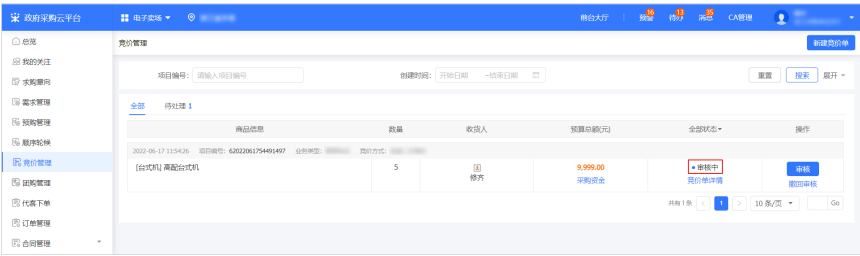 政府采购云平台 电子卖场 前台大厅 预警 16 待办 13 消息 35 CA管理
总览
我的关注
求购意向
需求管理
预购管理
顺序轮候
竞价管理
团购管理
代客下单
订单管理
合同管理
竞价管理 新建竞价单
项目编号： 请输入项目编号 创建时间： 开始日期 ~结束日期 重置 搜索 展开
全部 待处理 1
商品信息 数量 收货人 预算总额(元) 全部状态 操作
2022-06-17 11:54:26 项目编号：62022061754491497 业务类型： 竞价方式：
[台式机] 高配台式机 5 修齐 9,999.00 审核中 审核
采购资金 竞价单详情 撤回审核
共有1条 < 1 > 10 条/页 Go